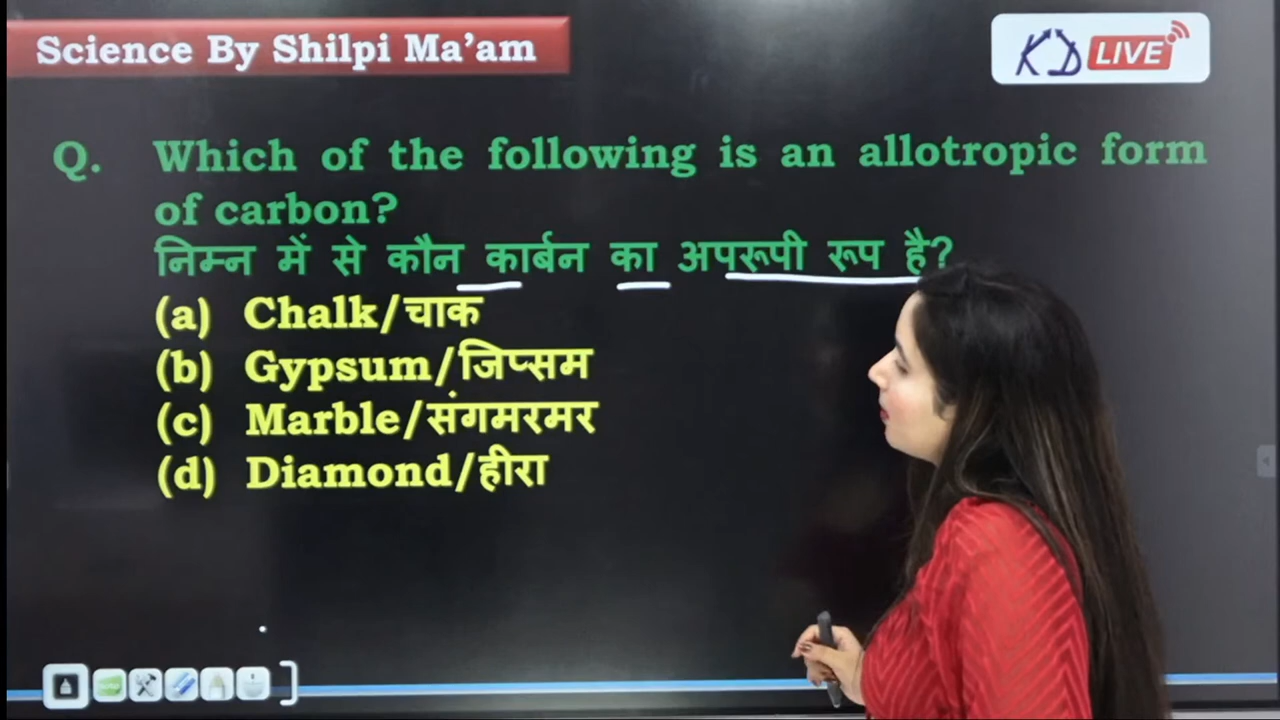 Science By Shilpi Ma’am
KD LIVE
Q. Which of the following is an allotropic form
of carbon?
निम्न में से कौन कार्बन का अपरूपी रूप है?
(a) Chalk/चाक
(b) Gypsum/जिप्सम
(c) Marble/संगमरमर
(d) Diamond/हीरा